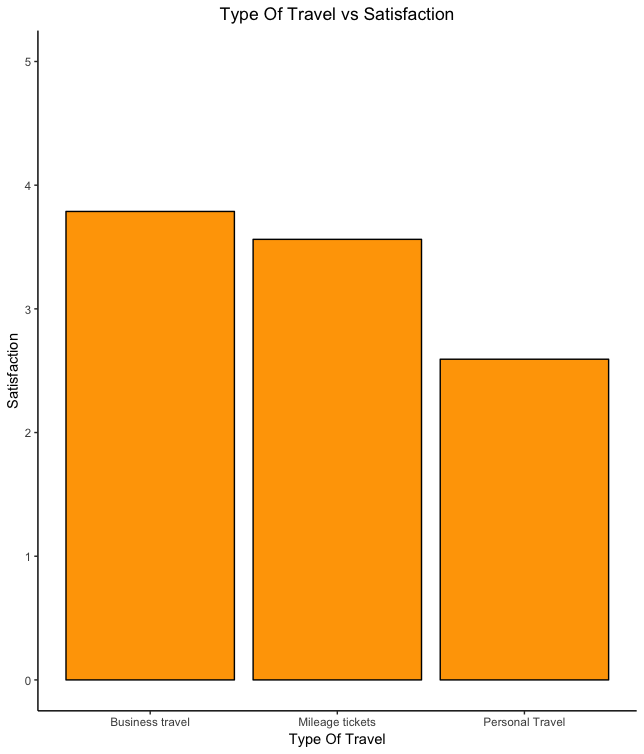 Type Of Travel vs Satisfaction
5
4
3
2
1
0
Satisfaction
Business travel
Mileage tickets
Personal Travel
Type Of Travel